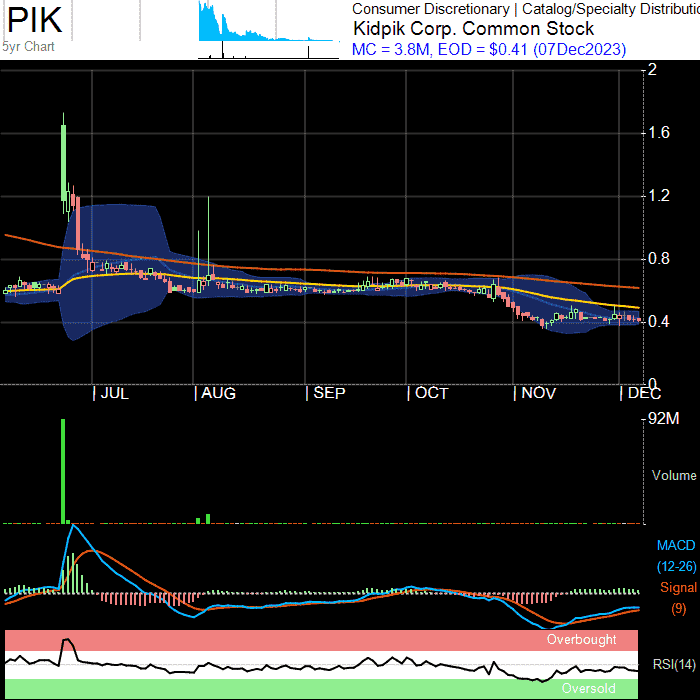 PIK
5yr Chart
Consumer Discretionary | Catalog/Specialty Distributio
Kidpik Corp. Common Stock
MC = 3.8M, EOD = $0.41 (07Dec2023)
2
1.6
1.2
0.8
0.4
0
| JUL | AUG | SEP | OCT | NOV | DEC
92M
Volume
MACD
(12-26)
Signal
(9)
Overbought
RSI(14)
Oversold